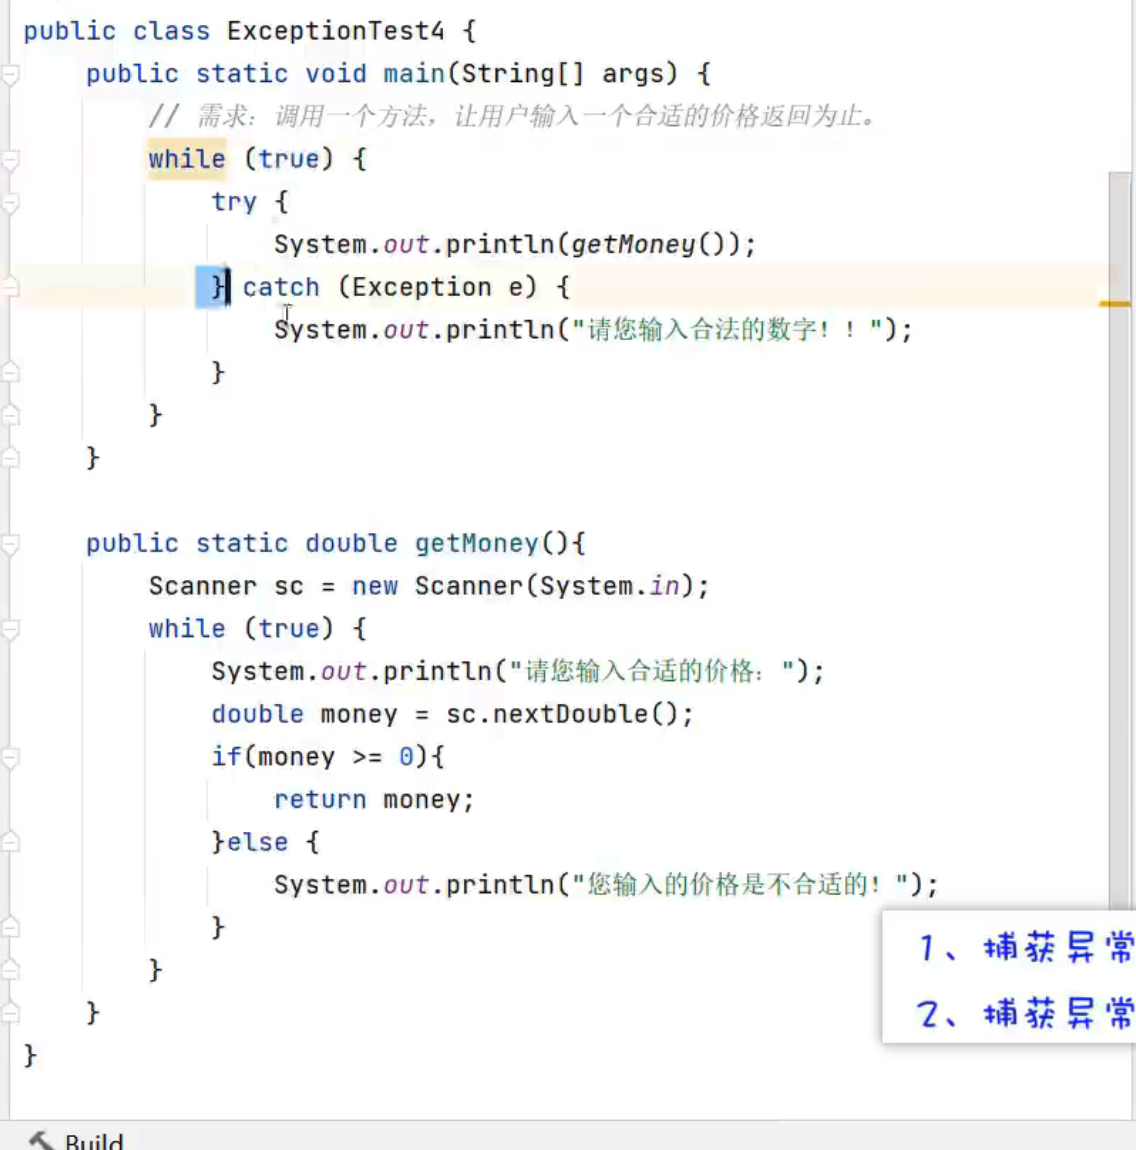 public class ExceptionTest4 {
public static void main(String[] args) {
// 需求：调用一个方法，让用户输入一个合适的价格返回为止。
while (true) {
try {
System.out.println(getMoney());
} catch (Exception e) {
System.out.println("请您输入合法的数字！！");
}
}
}
public static double getMoney(){
Scanner sc = new Scanner(System.in);
while (true) {
System.out.println("请您输入合适的价格：");
double money = sc.nextDouble();
if(money >= 0){
return money;
}else {
System.out.println("您输入的价格是不合适的！");
}
}
}
}
1、捕获异常
2、捕获异常
Build